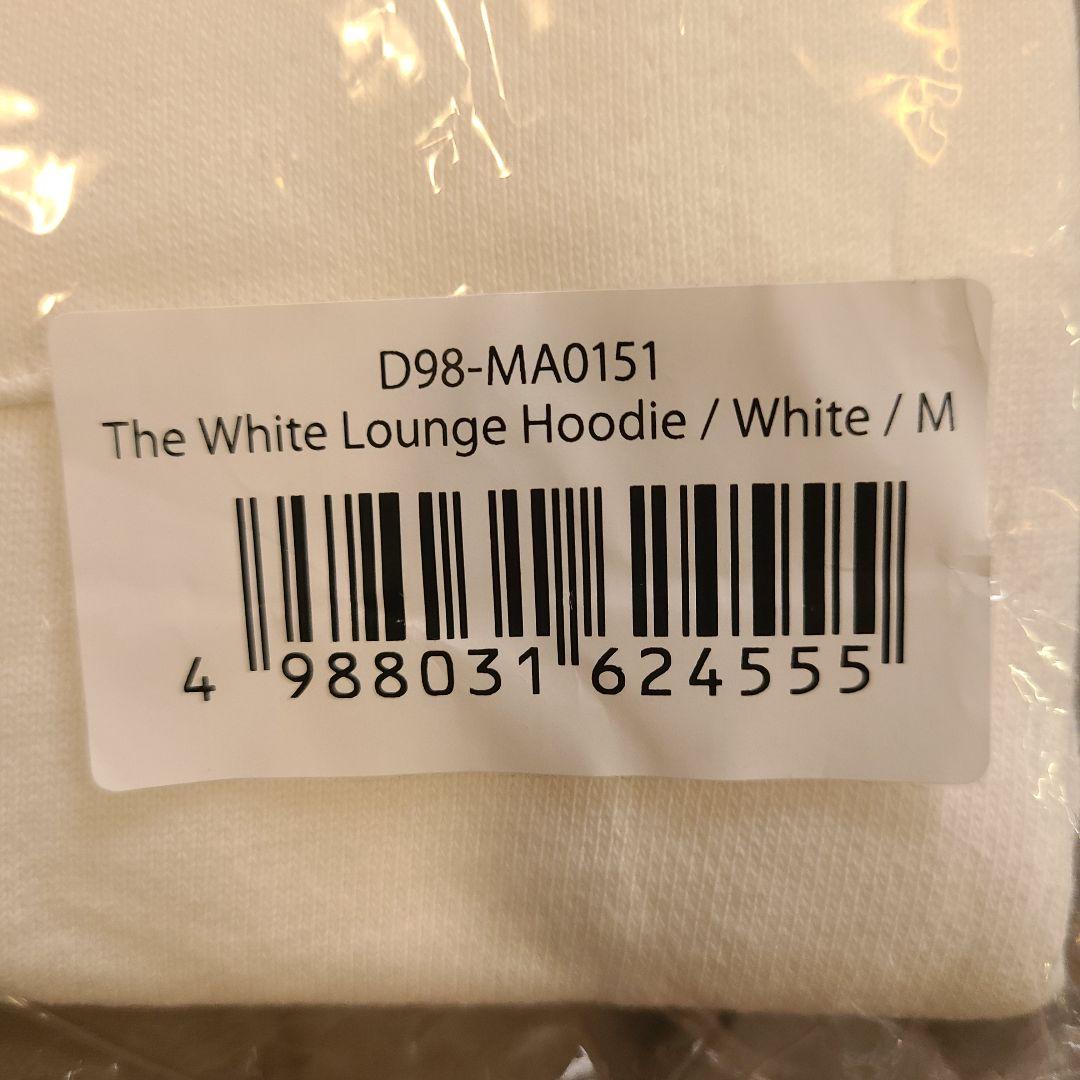 D98-MA0151
The White Lounge Hoodie / White / M
4 988031 624555